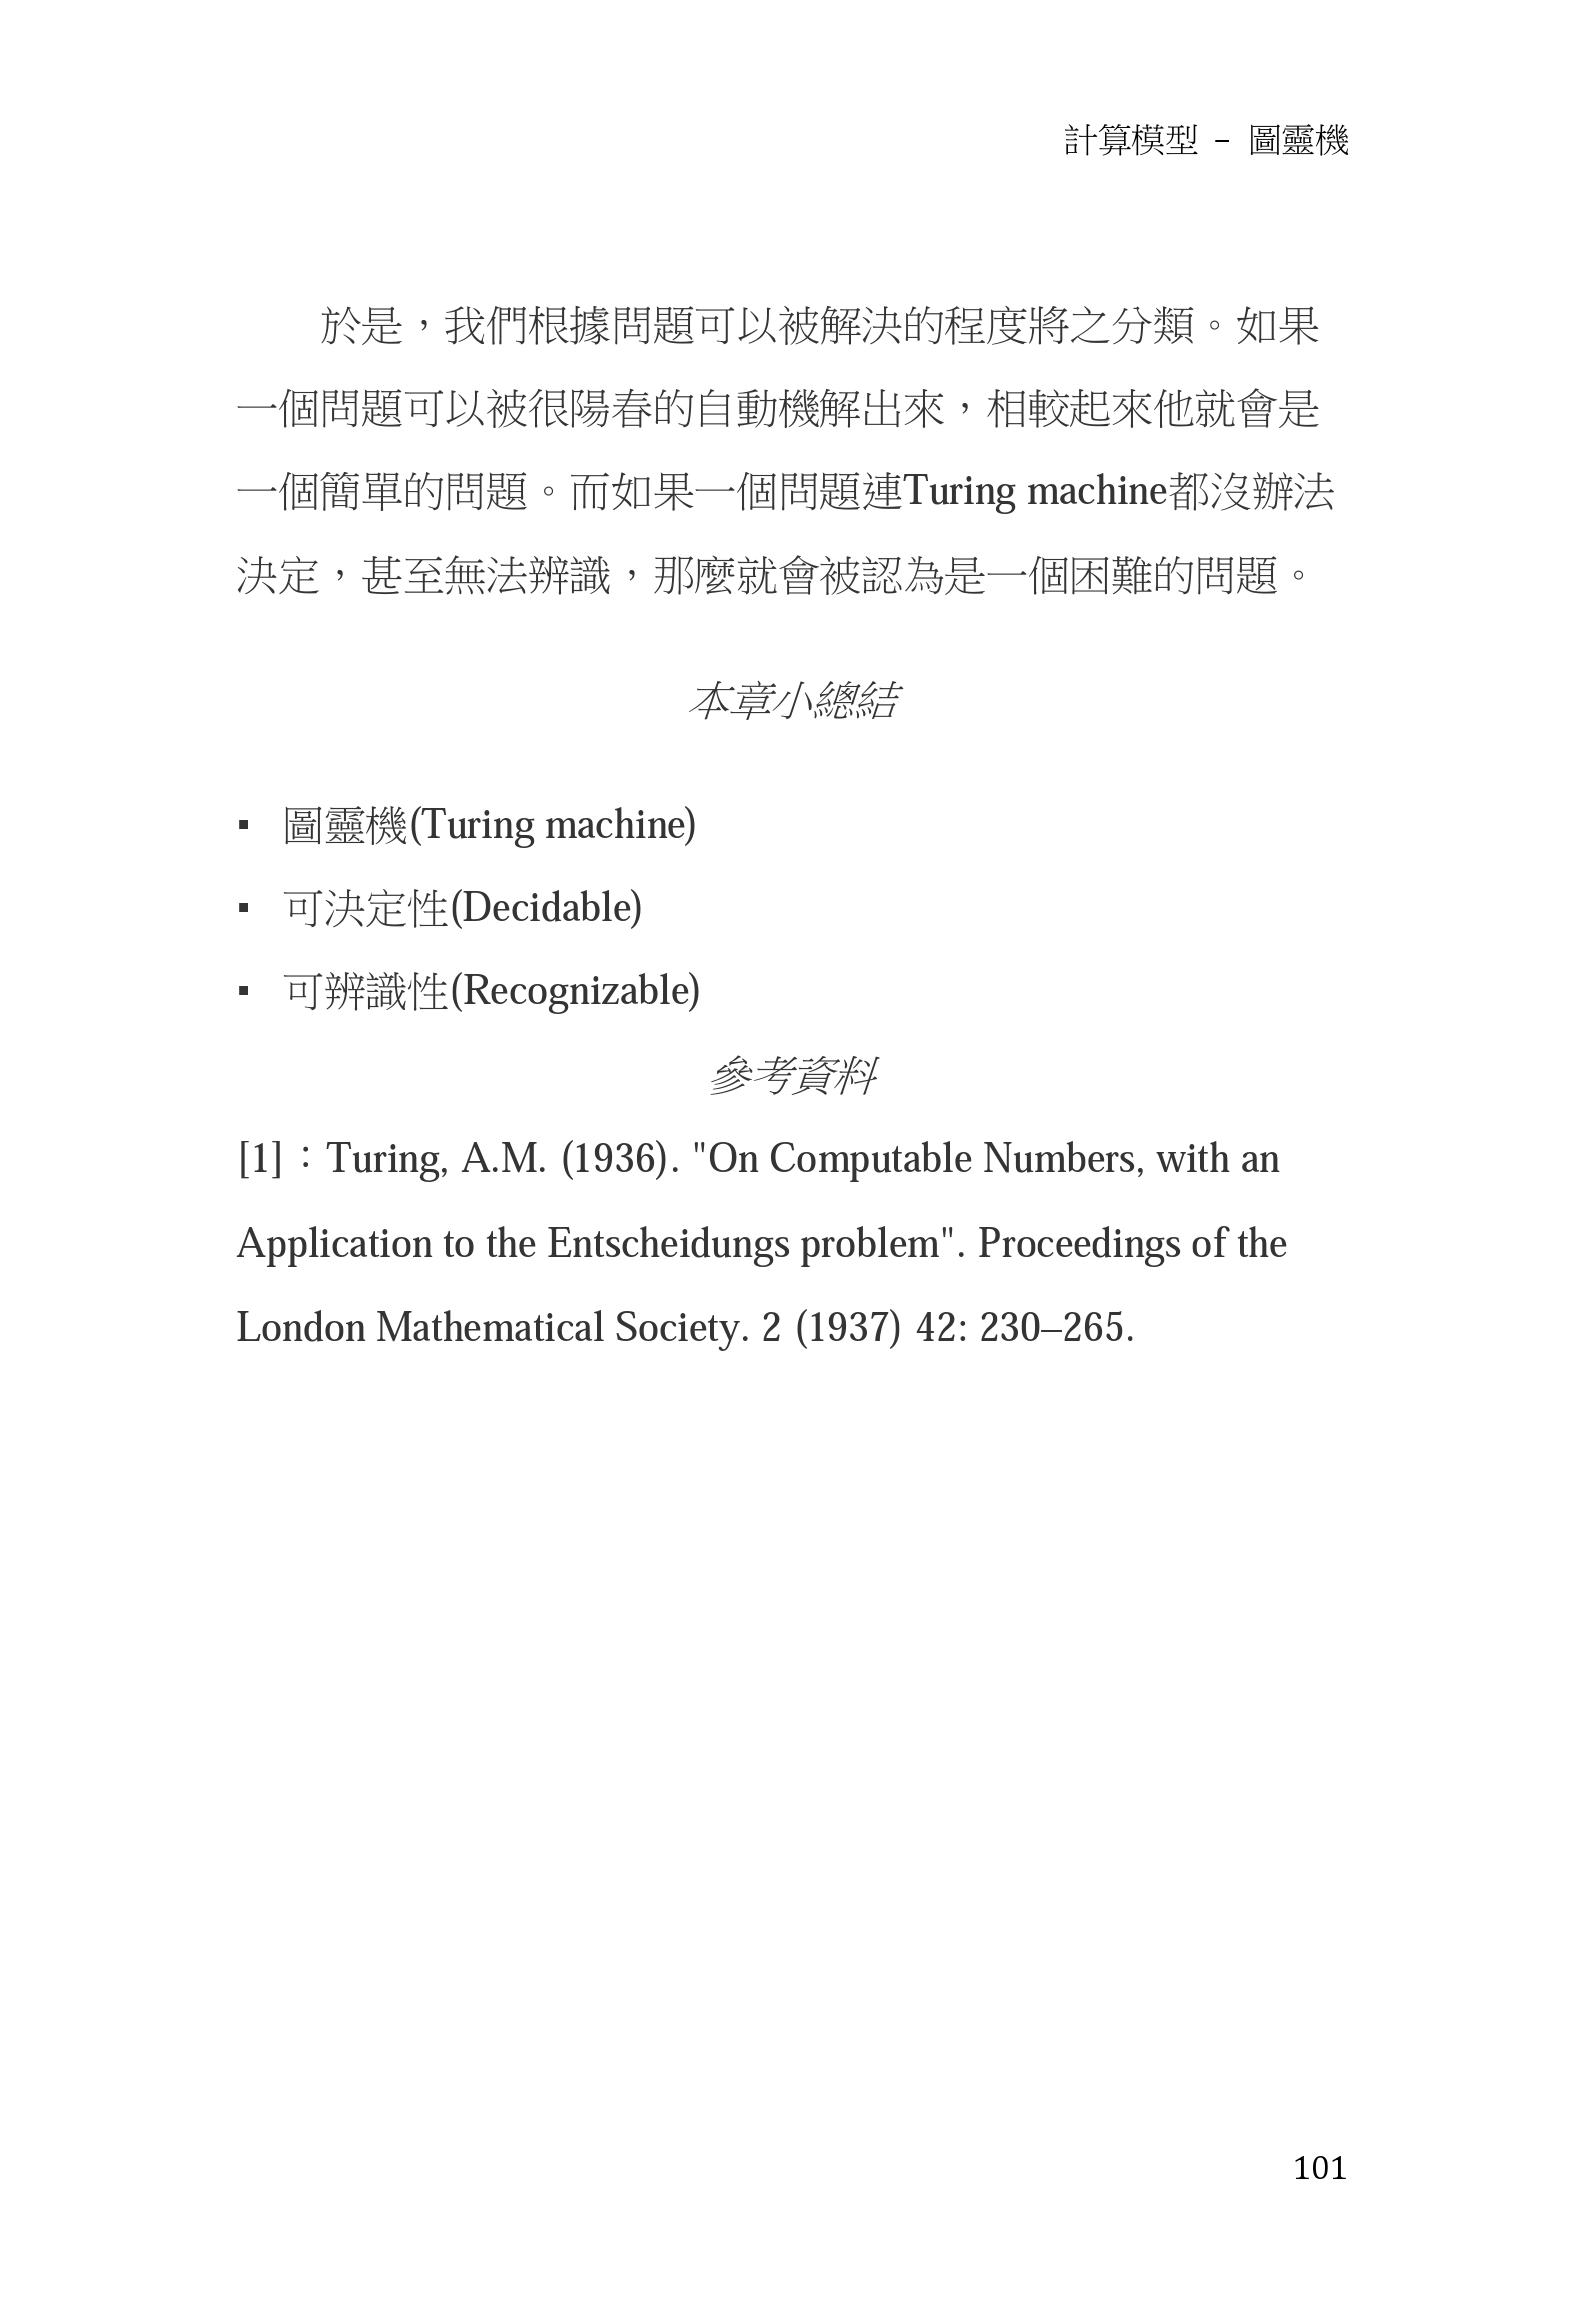 計算模型 – 圖靈機
於是，我們根據問題可以被解決的程度將之分類。如果
一個問題可以被很陽春的自動機解出來，相較起來他就會是
一個簡單的問題。而如果一個問題連Turing machine都沒辦法
決定，甚至無法辨識，那麼就會被認為是一個困難的問題。
本章小總結
▪ 圖靈機(Turing machine)
▪ 可決定性(Decidable)
▪ 可辨識性(Recognizable)
參考資料
[1]：Turing, A.M. (1936). "On Computable Numbers, with an
Application to the Entscheidungs problem". Proceedings of the
London Mathematical Society. 2 (1937) 42: 230–265.
101